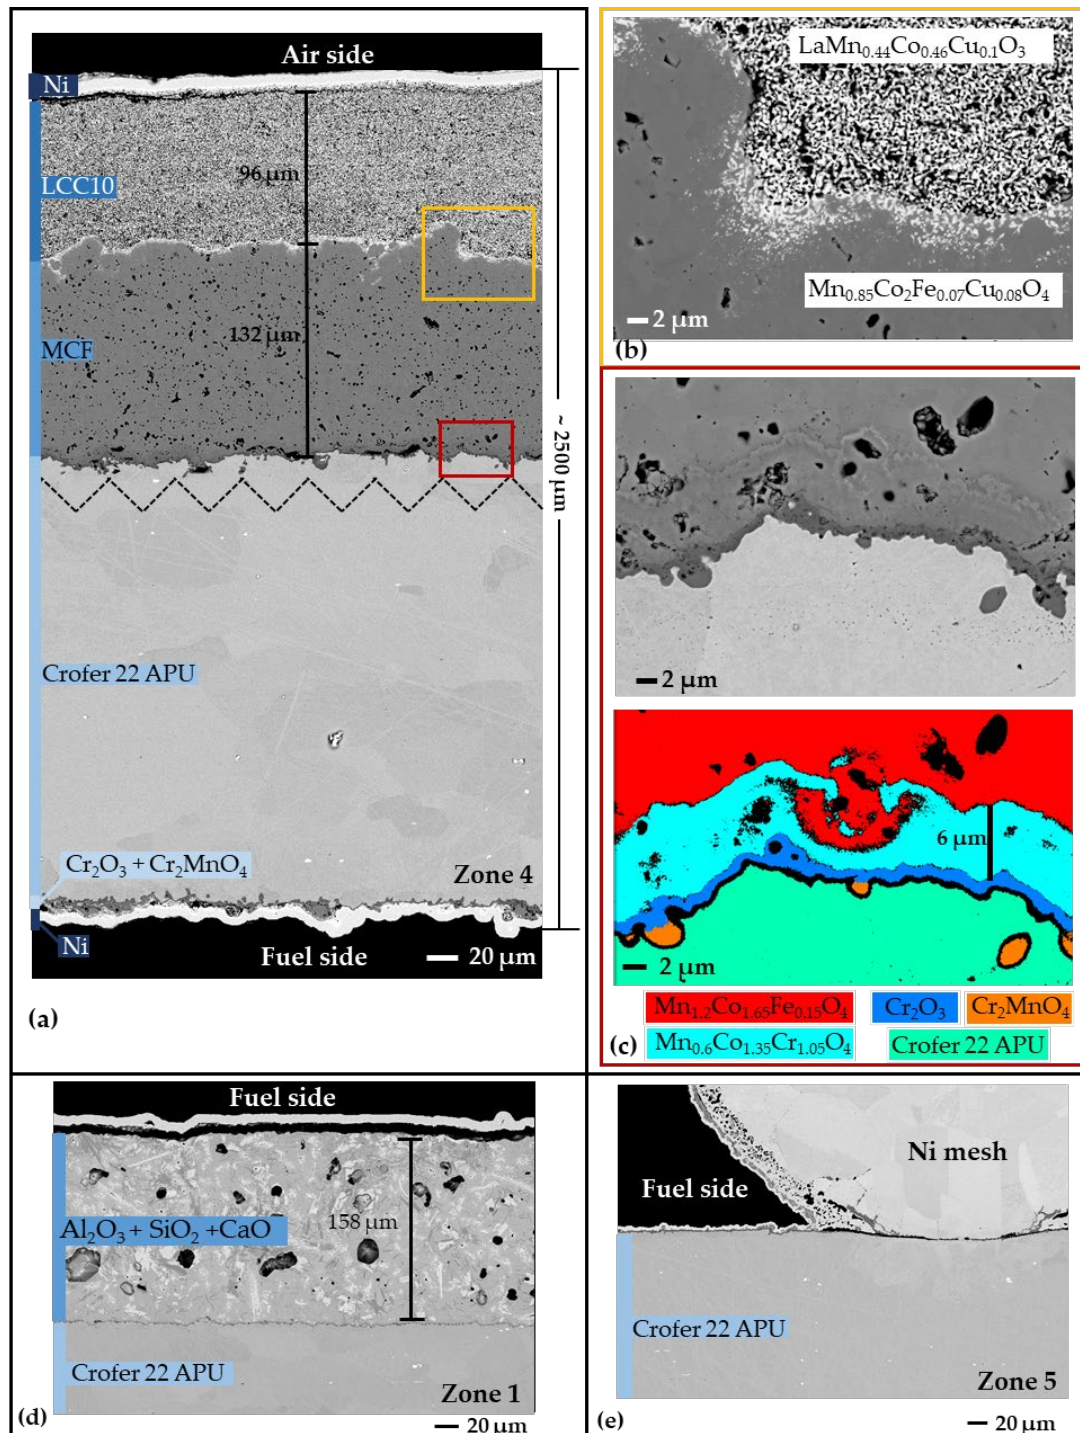 Air side
Ni
96 μm
LCC10
132 μm
MCF
~ 2500 μm
Crofer 22 APU
Cr₂O₃ + Cr₂MnO₄
Zone 4
Ni
Fuel side
20 μm
(a)
LaMn₀.₄₄Co₀.₄₆Cu₀.₁O₃
Mn₀.₈₅Co₂Fe₀.₀₇Cu₀.₀₈O₄
2 μm
(b)
2 μm
6 μm
2 μm
Mn₁.₂Co₁.₆₅Fe₀.₁₅O₄
Cr₂O₃
Cr₂MnO₄
(c)
Mn₀.₆Co₁.₃₅Cr₁.₀₅O₄
Crofer 22 APU
Fuel side
158 μm
Al₂O₃ + SiO₂ +CaO
Crofer 22 APU
Zone 1
(d)
20 μm
Ni mesh
Fuel side
Crofer 22 APU
Zone 5
(e)
20 μm